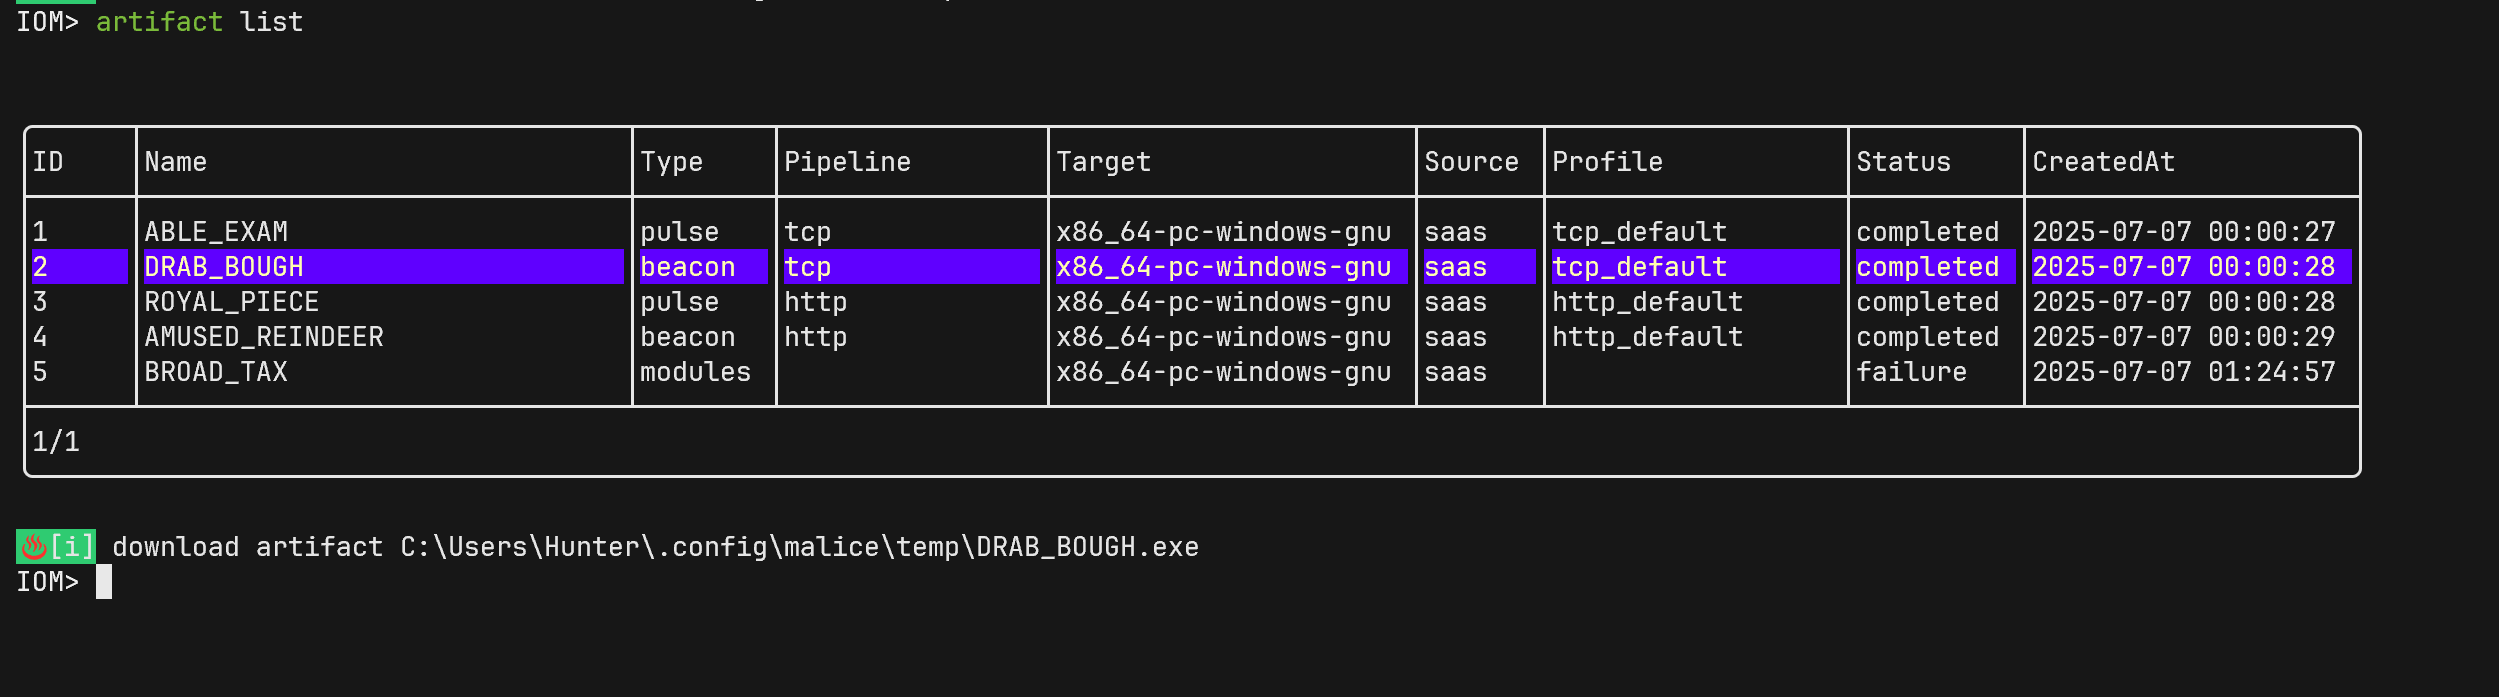 IOM> artifact list
ID Name Type Pipeline Target Source Profile Status CreatedAt
1 ABLE_EXAM pulse tcp x86_64-pc-windows-gnu saas tcp_default completed 2025-07-07 00:00:27
2 DRAB_BOUGH beacon tcp x86_64-pc-windows-gnu saas tcp_default completed 2025-07-07 00:00:28
3 ROYAL_PIECE pulse http x86_64-pc-windows-gnu saas http_default completed 2025-07-07 00:00:28
4 AMUSED_REINDEER beacon http x86_64-pc-windows-gnu saas http_default completed 2025-07-07 00:00:29
5 BROAD_TAX modules x86_64-pc-windows-gnu saas failure 2025-07-07 01:24:57
1/1
[i] download artifact C:\Users\Hunter\.config\malice\temp\DRAB_BOUGH.exe
IOM>